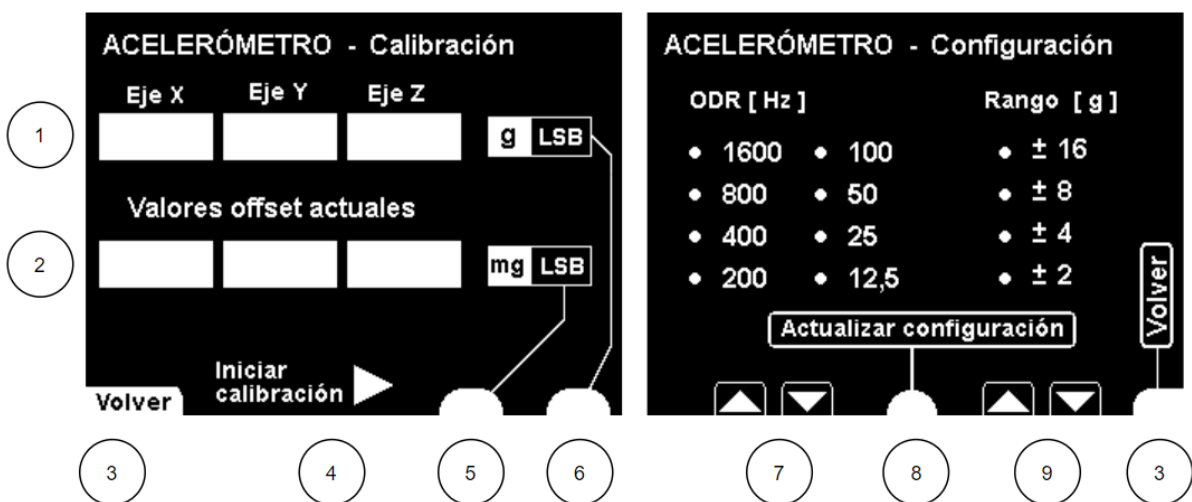 ACELERÓMETRO - Calibración
Eje X Eje Y Eje Z
1
g LSB
Valores offset actuales
2
mg LSB
Iniciar
calibración
Volver
3 4 5 6
ACELERÓMETRO - Configuración
ODR [ Hz ] Rango [ g ]
• 1600 • 100 • ± 16
• 800 • 50 • ± 8
• 400 • 25 • ± 4
• 200 • 12,5 • ± 2
Volver
Actualizar configuración
7 8 9 3